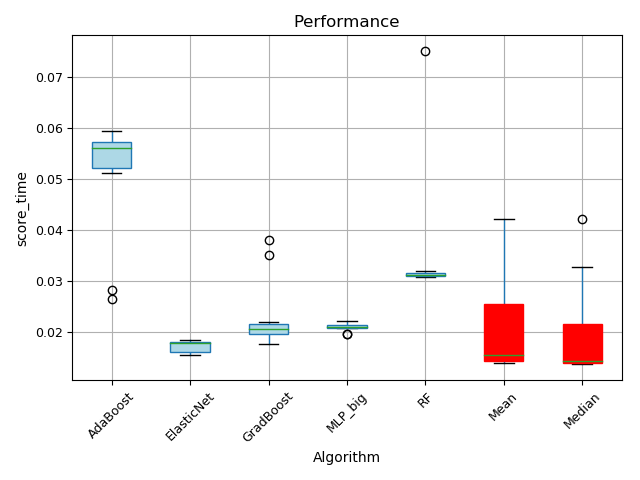 Performance
0.07
0.06
0.05
0.04
0.03
0.02
score_time
AdaBoost
ElasticNet
GradBoost
MLP_big
RF
Mean
Median
Algorithm